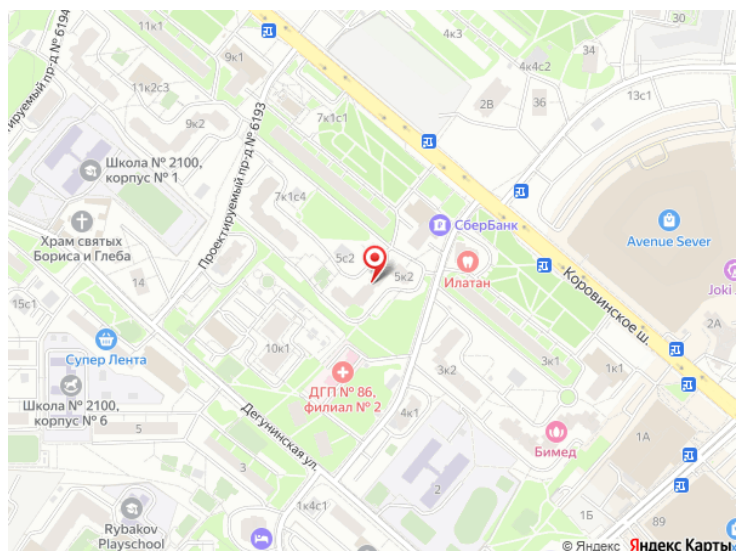 11к1
9к1
4к3
30
34
4к4с2
36
2В
13с1
Проектируемый пр-д № 6194
11к2с3
9к2
7к1с1
Проектируемый пр-д № 6193
Школа № 2100,
корпус № 1
7к1с4
СберБанк
Avenue Sever
Храм святых
Бориса и Глеба
5с2
5к2
Илатан
Коровинское ш.
Joki
14
15с1
2А
Супер Лента
10к1
3к1
1к1
3к2
ДГП № 86,
филиал № 2
Школа № 2100,
корпус № 6
4к1
Дегунинская ул.
5
1А
Бимед
3
2
1к4с1
1Б
89
Rybakov
Playschool
© Яндекс Яндекс Карты